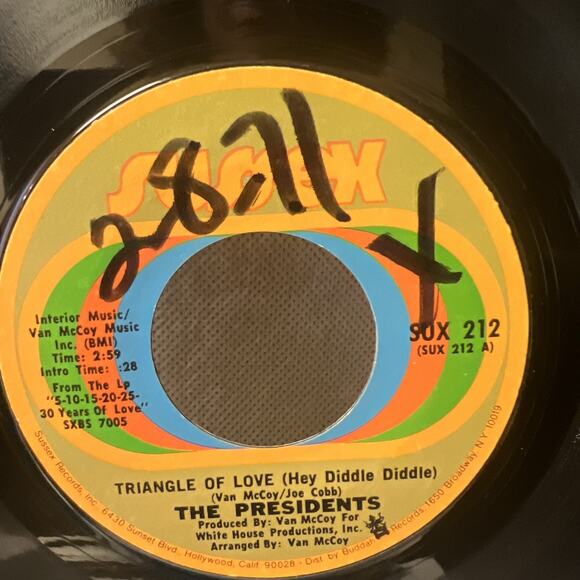 SUSSEX
28.71
X
Interior Music/
Van McCoy Music
Inc. (BMI)
Time: 2:59
Intro Time: :28
From The Lp
"5-10-15-20-25-
30 Years Of Love"
SXBS 7005
SUX 212
(SUX 212 A)
TRIANGLE OF LOVE (Hey Diddle Diddle)
(Van McCoy/Joe Cobb)
THE PRESIDENTS
Produced By: Van McCoy For
White House Productions, Inc.
Arranged By: Van McCoy
Sussex Records, Inc. 6430 Sunset Blvd., Hollywood, Calif. 90028 - Dist. by Buddah Records, 1650 Broadway, NY. 10019